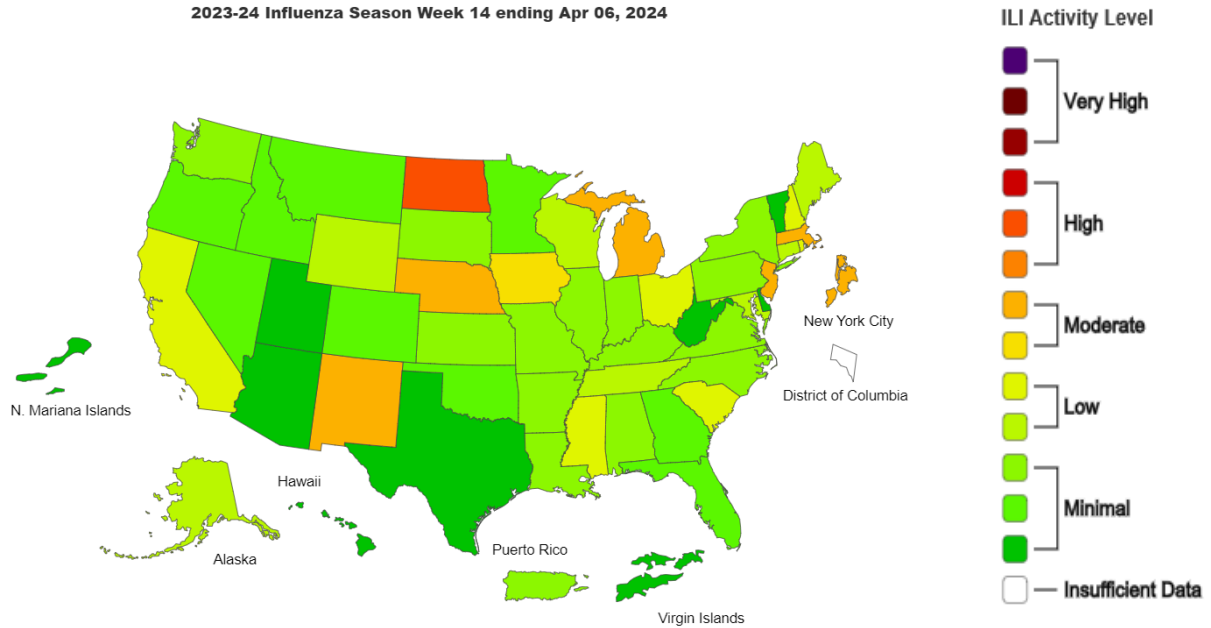 2023-24 Influenza Season Week 14 ending Apr 06, 2024
ILI Activity Level
Very High
High
Moderate
Low
Minimal
Insufficient Data
New York City
District of Columbia
N. Mariana Islands
Hawaii
Alaska
Puerto Rico
Virgin Islands